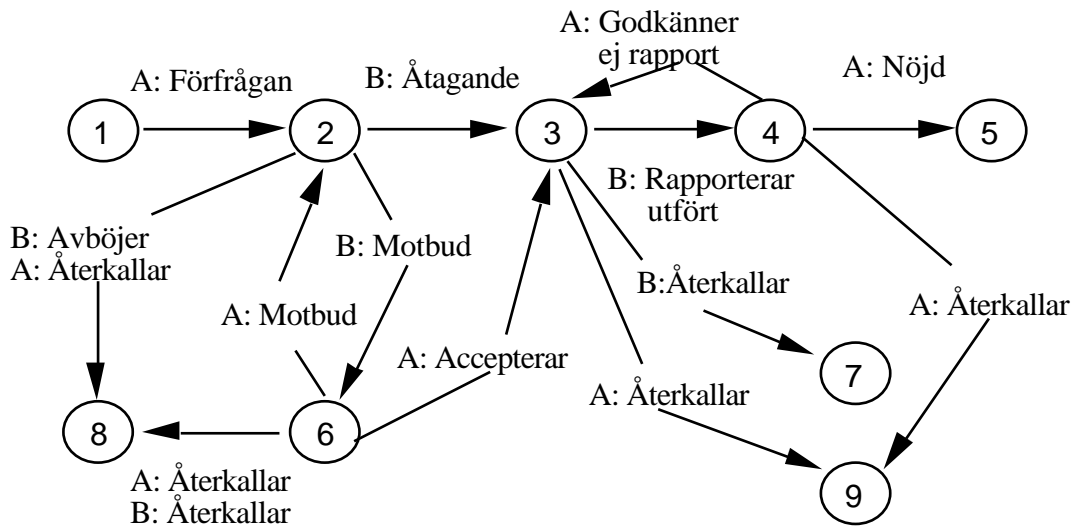 A: Godkänner
ej rapport
A: Förfrågan
B: Åtagande
A: Nöjd
1
2
3
4
5
B: Rapporterar
utfört
B: Avböjer
A: Återkallar
B: Motbud
B:Återkallar
A: Återkallar
A: Motbud
A: Accepterar
7
A: Återkallar
8
6
A: Återkallar
B: Återkallar
9